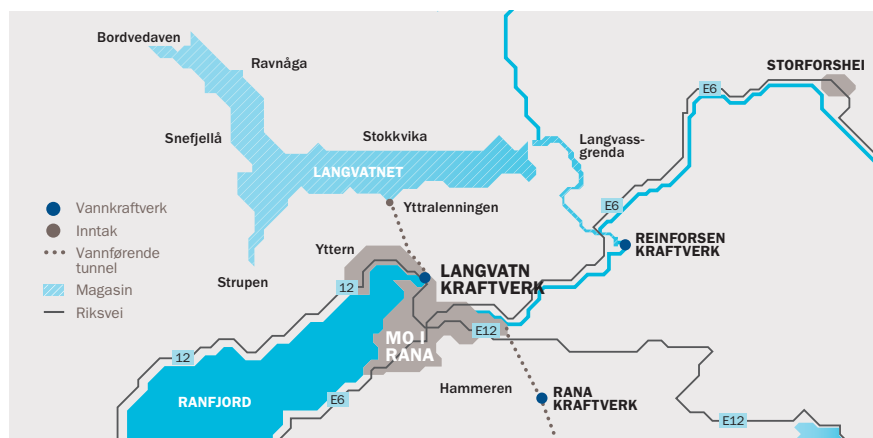 Bordvedaven
Ravnåga
STORFORSHEI
E6
Snefjellå
Stokkvika
Langvass-
grenda
LANGVATNET
Yttralenningen
E6
Vannkraftverk
Inntak
Vannførende
tunnel
Magasin
Riksvei
Yttern
Strupen
REINFORSEN
KRAFTVERK
LANGVATN
KRAFTVERK
12
MO I
RANA
E12
12
Hammeren
RANA
KRAFTVERK
RANFJORD
E6
E12